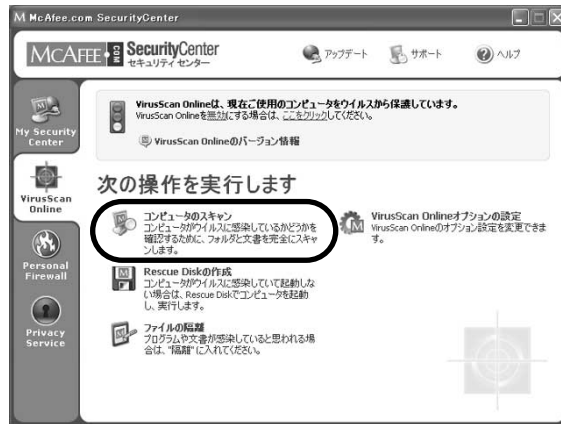 McAfee.com SecurityCenter
McAfee .COM SecurityCenter
セキュリティ センター
アップデート
サポート
ヘルプ
My Security
Center
VirusScan
Online
Personal
Firewall
Privacy
Service
VirusScan Onlineは、現在ご使用のコンピュータをウイルスから保護しています。
VirusScan Onlineを無効にする場合は、ここをクリックしてください。
VirusScan Onlineのバージョン情報
次の操作を実行します
コンピュータのスキャン
コンピュータがウイルスに感染しているかどうかを
確認するために、フォルダと文書を完全にスキャ
ンします。
VirusScan Onlineオプションの設定
VirusScan Onlineのオプション設定を変更できま
す。
Rescue Diskの作成
コンピュータがウイルスに感染していて起動しな
い場合は、Rescue Diskでコンピュータを起動
し、実行します。
ファイルの隔離
プログラムや文書が感染していると思われる場
合は、"隔離"に入れてください。